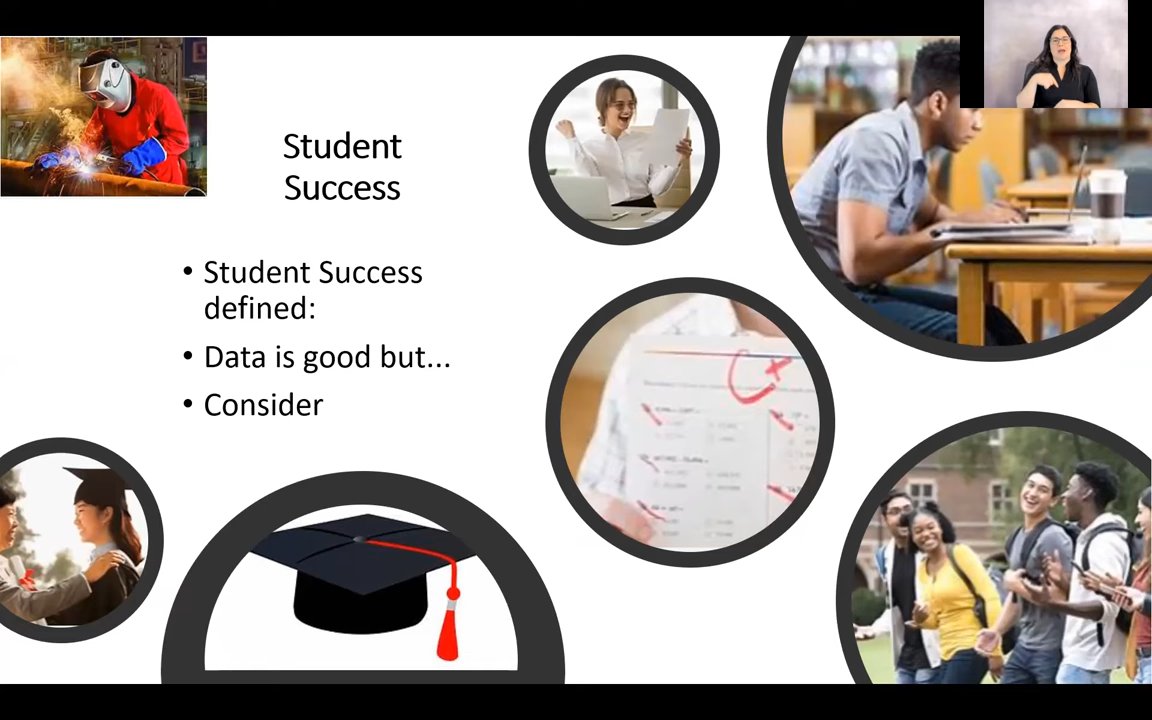 Student
Success
• Student Success
defined:
• Data is good but...
• Consider